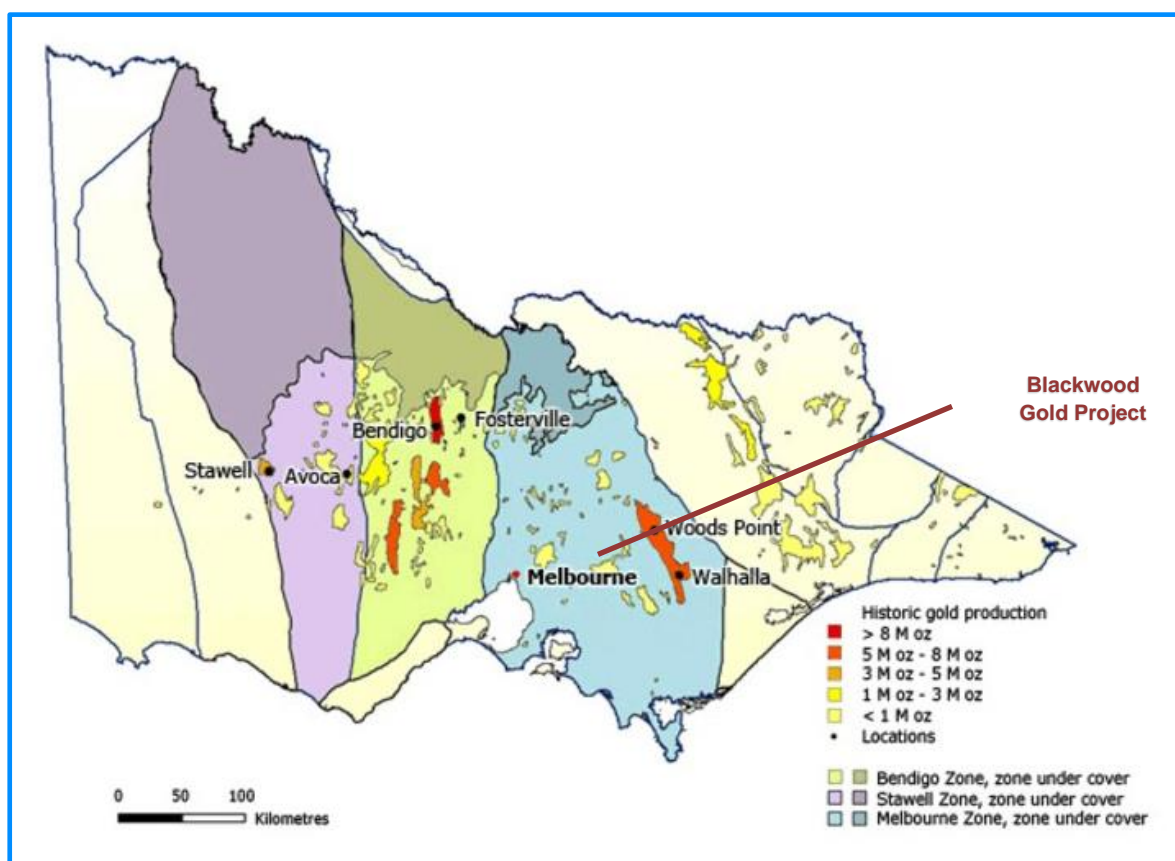 Blackwood
Gold Project
Fosterville
Bendigo
Stawell
Avoca
Woods Point
Melbourne
Walhalla
Historic gold production
> 8 M oz
5 M oz - 8 M oz
3 M oz - 5 M oz
1 M oz - 3 M oz
< 1 M oz
Locations
Bendigo Zone, zone under cover
Stawell Zone, zone under cover
Melbourne Zone, zone under cover
0 50 100
Kilometres